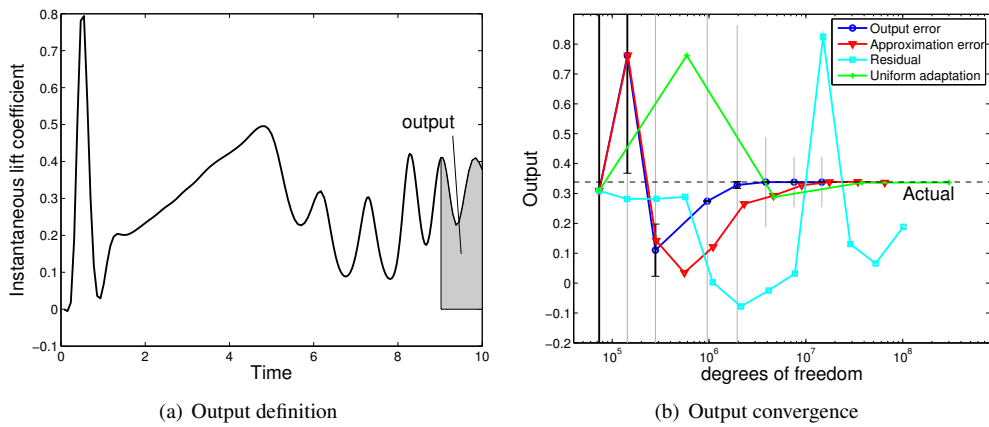 0.8
0.7
0.6
0.5
0.4
0.3
0.2
0.1
0
−0.1
Instantaneous lift coefficient
output
0 2 4 6 8 10
Time
(a) Output definition
0.8
0.7
0.6
0.5
0.4
0.3
0.2
0.1
0
−0.1
−0.2
Output
Output error
Approximation error
Residual
Uniform adaptation
Actual
10^5 10^6 10^7 10^8
degrees of freedom
(b) Output convergence